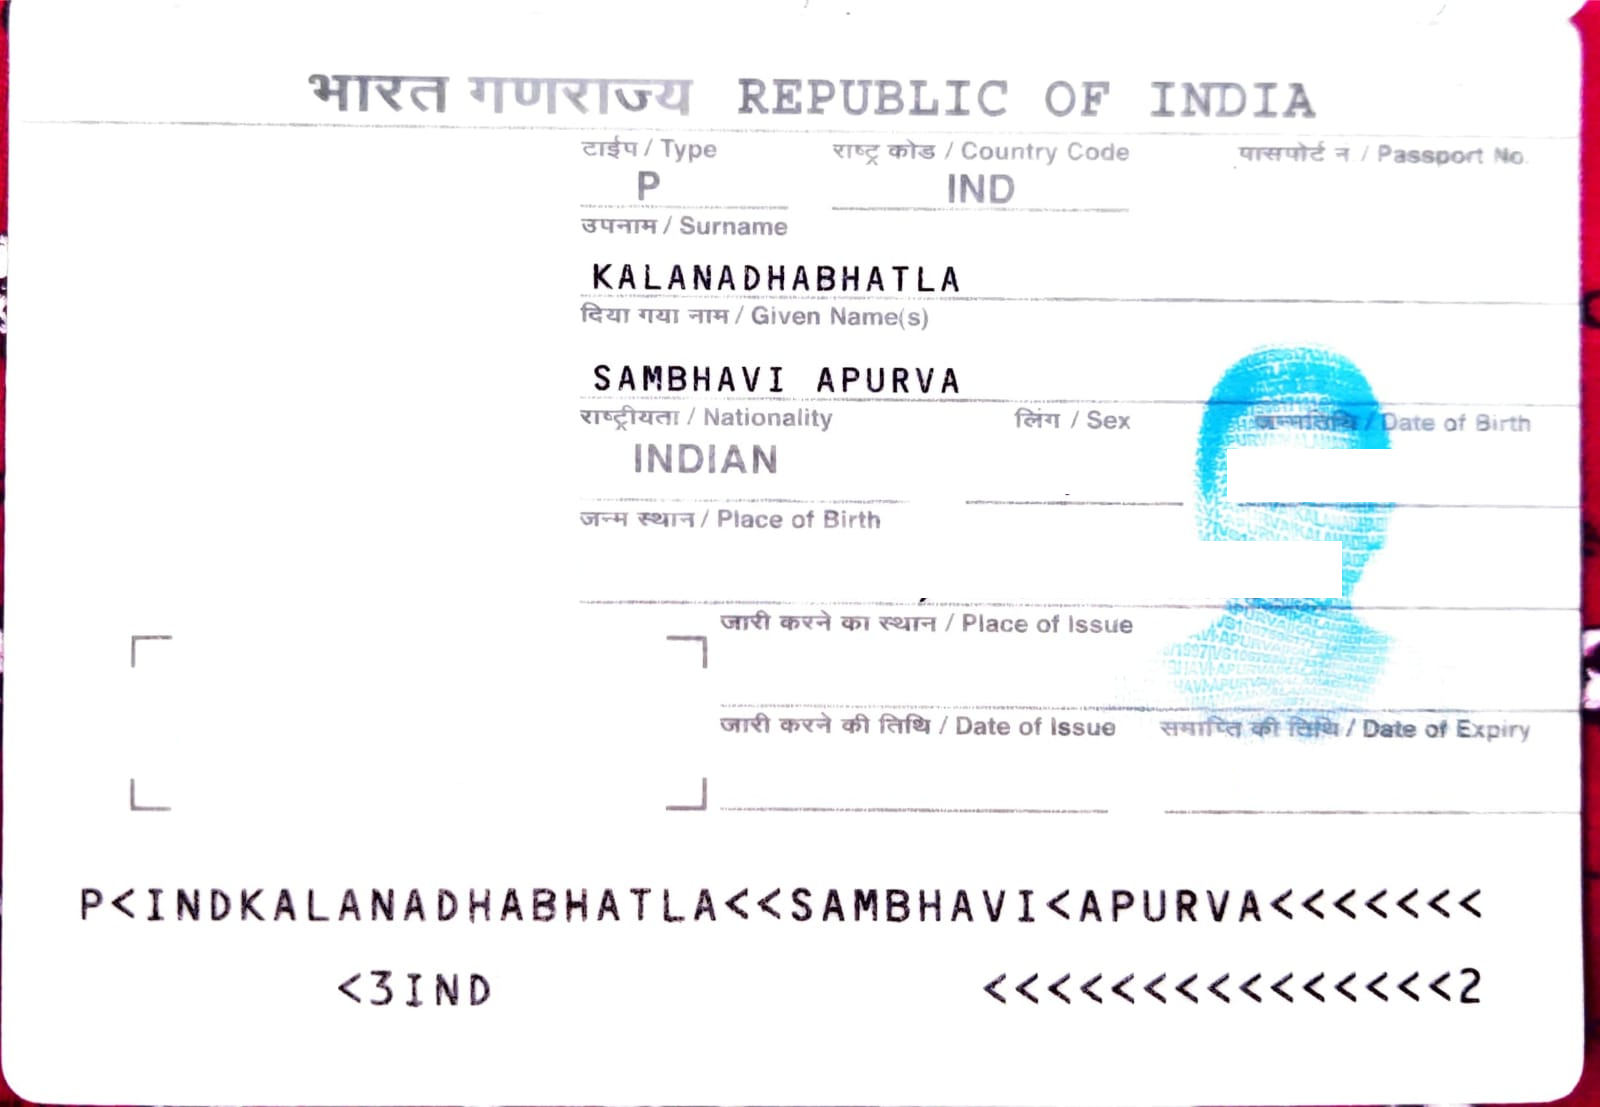 भारत गणराज्य REPUBLIC OF INDIA
टाईप / Type राष्ट्र कोड / Country Code पासपोर्ट नं / Passport No.
P IND
उपनाम / Surname
KALANADHABHATLA
दिया गया नाम / Given Name(s)
SAMBHAVI APURVA
राष्ट्रीयता / Nationality लिंग / Sex जन्मतिथि / Date of Birth
INDIAN
जन्म स्थान / Place of Birth
जारी करने का स्थान / Place of Issue
जारी करने की तिथि / Date of Issue समाप्ति की तिथि / Date of Expiry
P<INDKALANADHABHATLA<<SAMBHAVI<APURVA<<<<<<<
<3IND <<<<<<<<<<<<<<<2